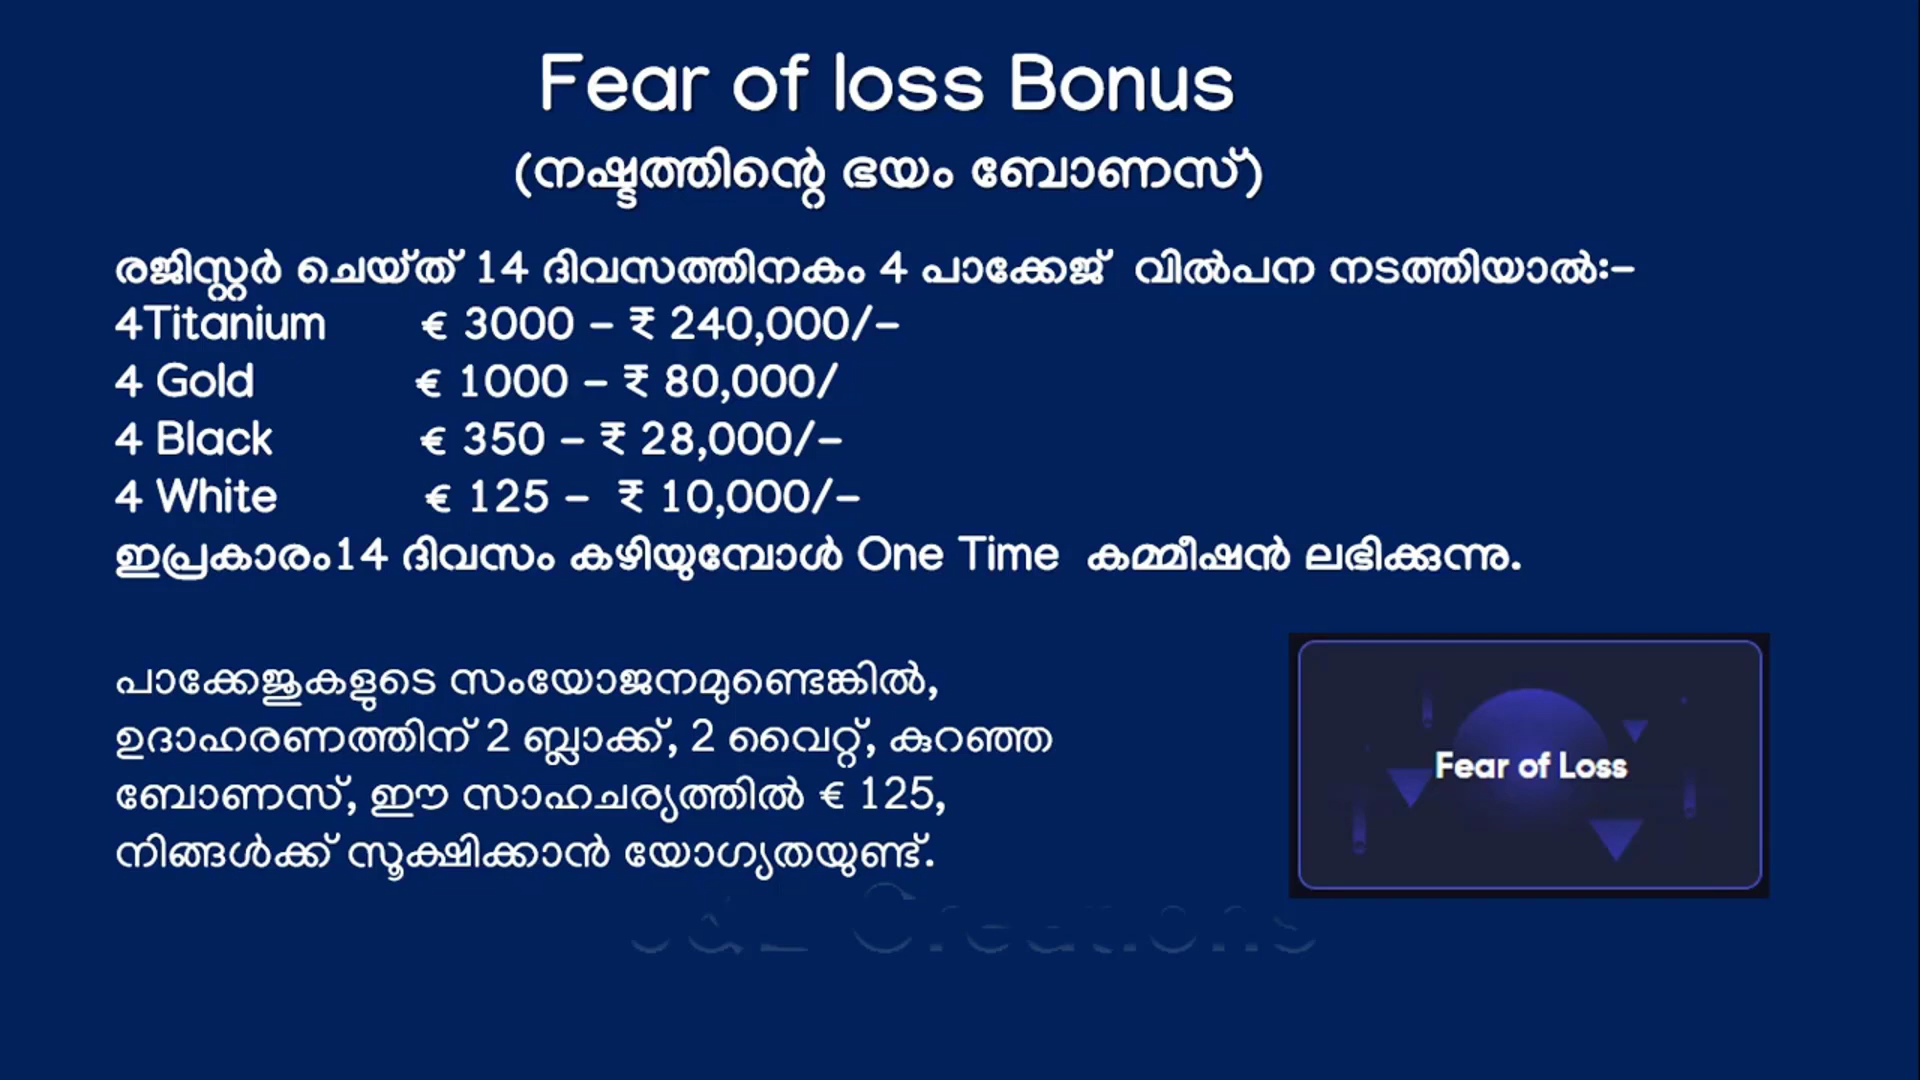 Fear of loss Bonus
(നഷ്ടത്തിന്റെ ഭയം ബോണസ്)
രജിസ്റ്റർ ചെയ്ത് 14 ദിവസത്തിനകം 4 പാക്കേജ് വിൽപന നടത്തിയാൽ:-
4Titanium € 3000 - ₹ 240,000/-
4 Gold € 1000 - ₹ 80,000/
4 Black € 350 - ₹ 28,000/-
4 White € 125 - ₹ 10,000/-
ഇപ്രകാരം14 ദിവസം കഴിയുമ്പോൾ One Time കമ്മീഷൻ ലഭിക്കുന്നു.
പാക്കേജുകളുടെ സംയോജനമുണ്ടെങ്കിൽ,
ഉദാഹരണത്തിന് 2 ബ്ലാക്ക്, 2 വൈറ്റ്, കുറഞ്ഞ
ബോണസ്, ഈ സാഹചര്യത്തിൽ € 125,
നിങ്ങൾക്ക് സൂക്ഷിക്കാൻ യോഗ്യതയുണ്ട്.
Fear of Loss
Creations